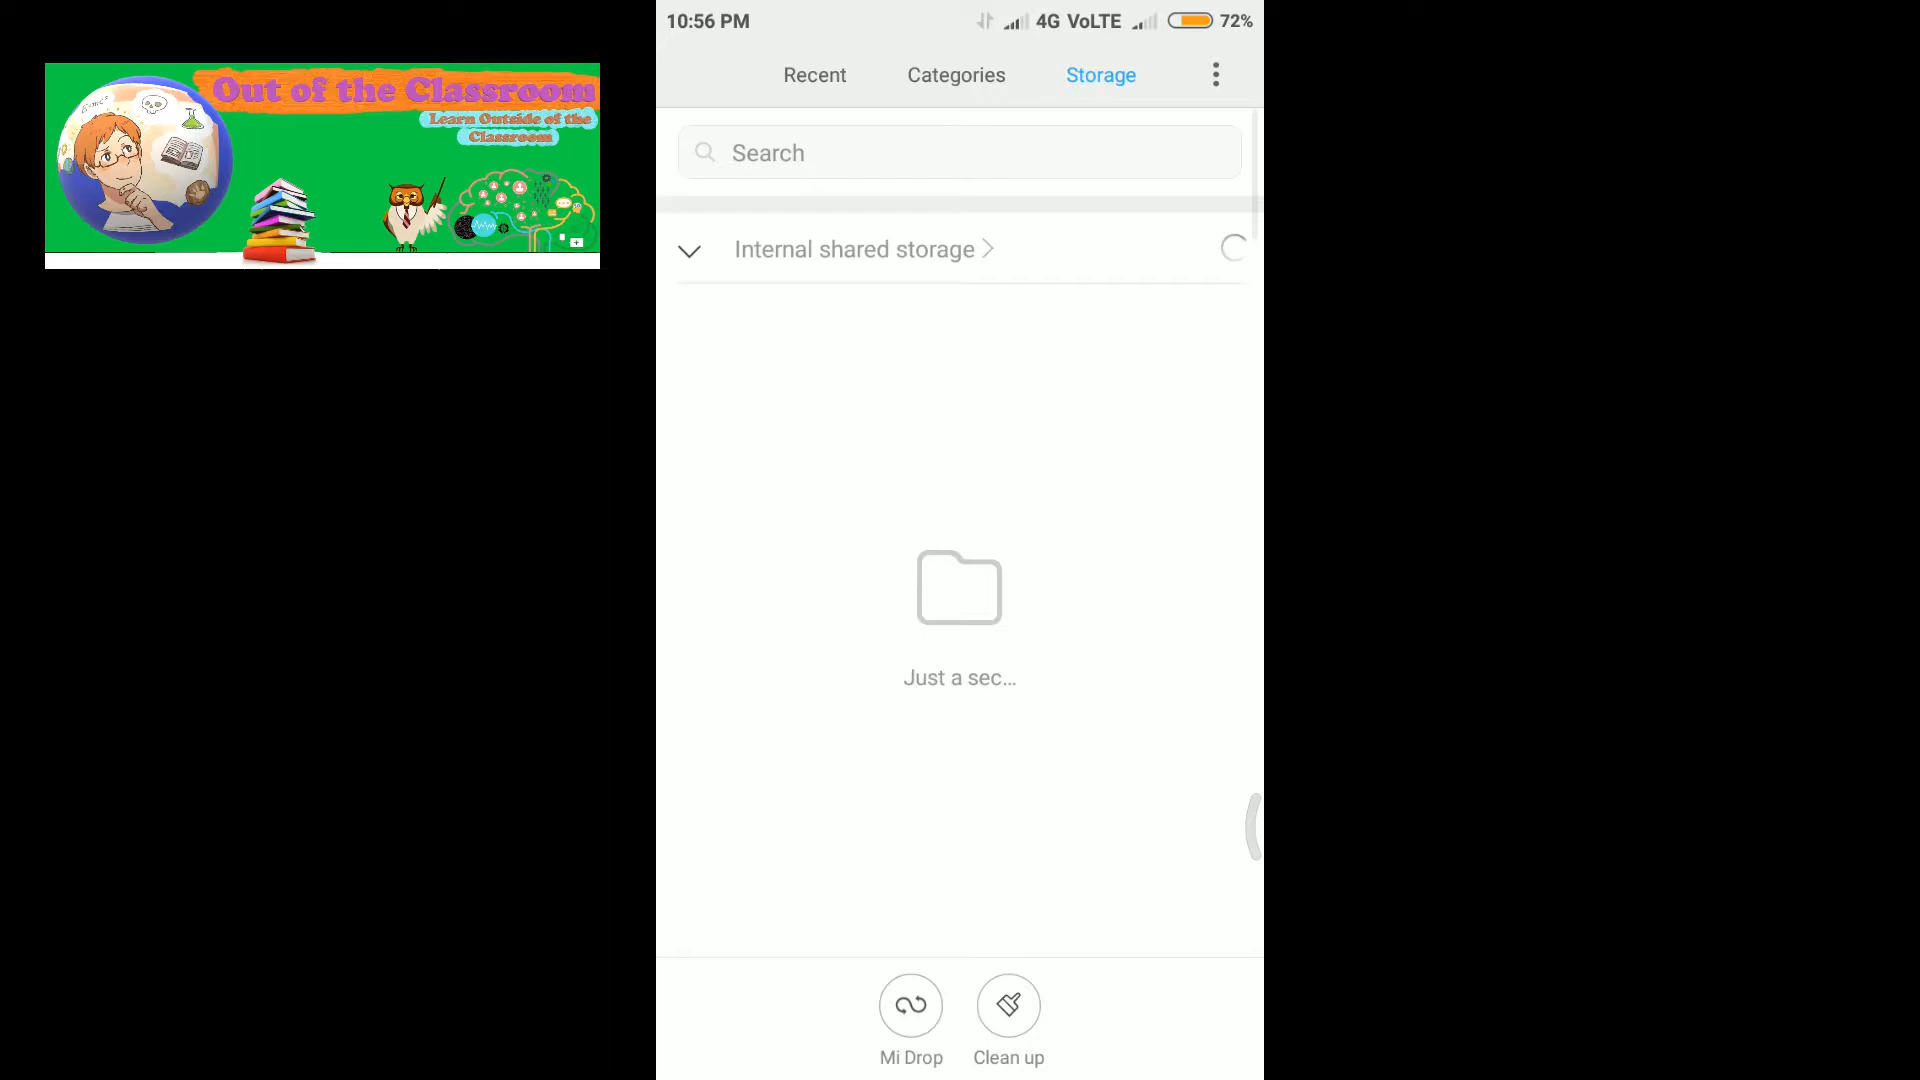 Out of the Classroom
Learn Outside of the
Classroom
10:56 PM
4G VoLTE
72%
Recent
Categories
Storage
Search
Internal shared storage
Just a sec...
Mi Drop
Clean up